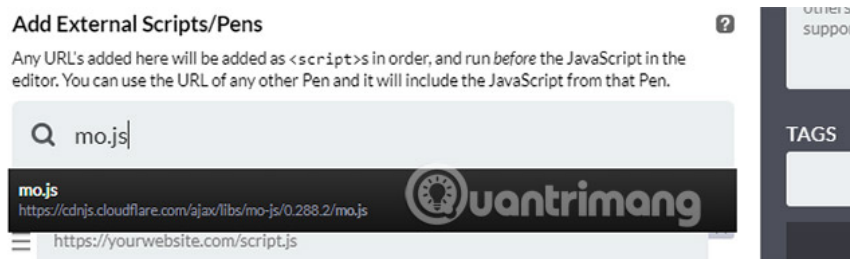 Add External Scripts/Pens
?
Any URL's added here will be added as <script>s in order, and run before the JavaScript in the
editor. You can use the URL of any other Pen and it will include the JavaScript from that Pen.
mo.js
mo.js
https://cdnjs.cloudflare.com/ajax/libs/mo-js/0.288.2/mo.js
Quantrimang
https://yourwebsite.com/script.js
TAGS